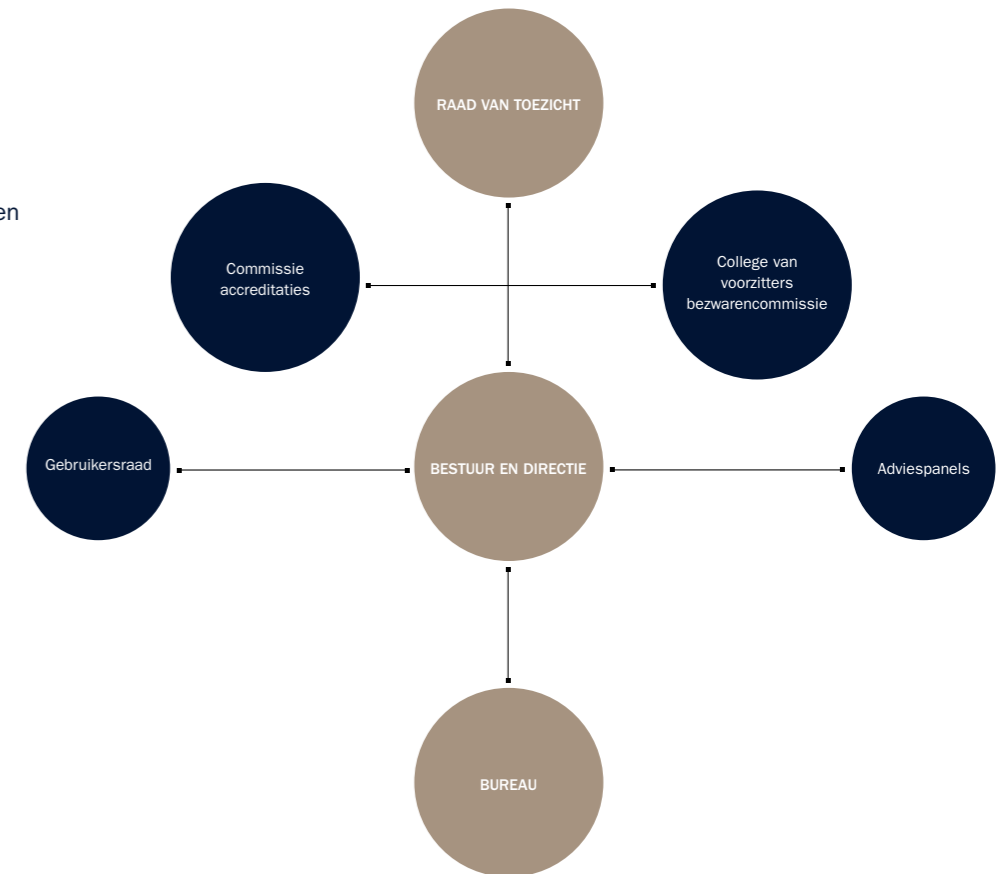 RAAD VAN TOEZICHT
en
Commissie
accreditaties
College van
voorzitters
bezwarencommissie
Gebruikersraad
BESTUUR EN DIRECTIE
Adviespanels
BUREAU